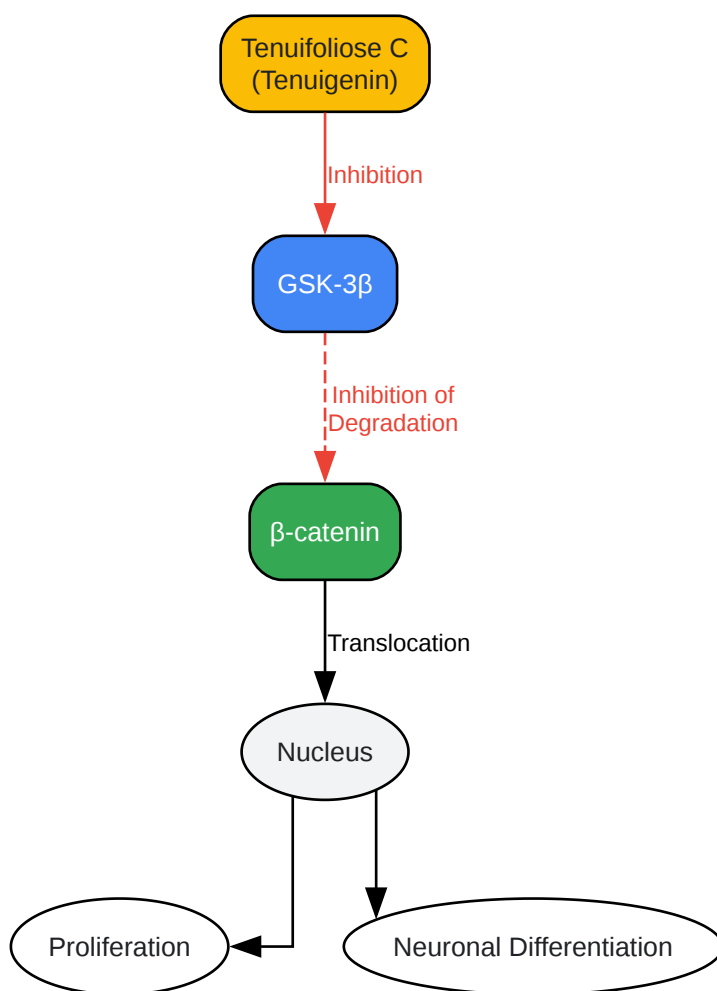 Tenuifoliose C
(Tenuigenin)
Inhibition
GSK-3β
Inhibition of
Degradation
β-catenin
Translocation
Nucleus
Proliferation
Neuronal Differentiation